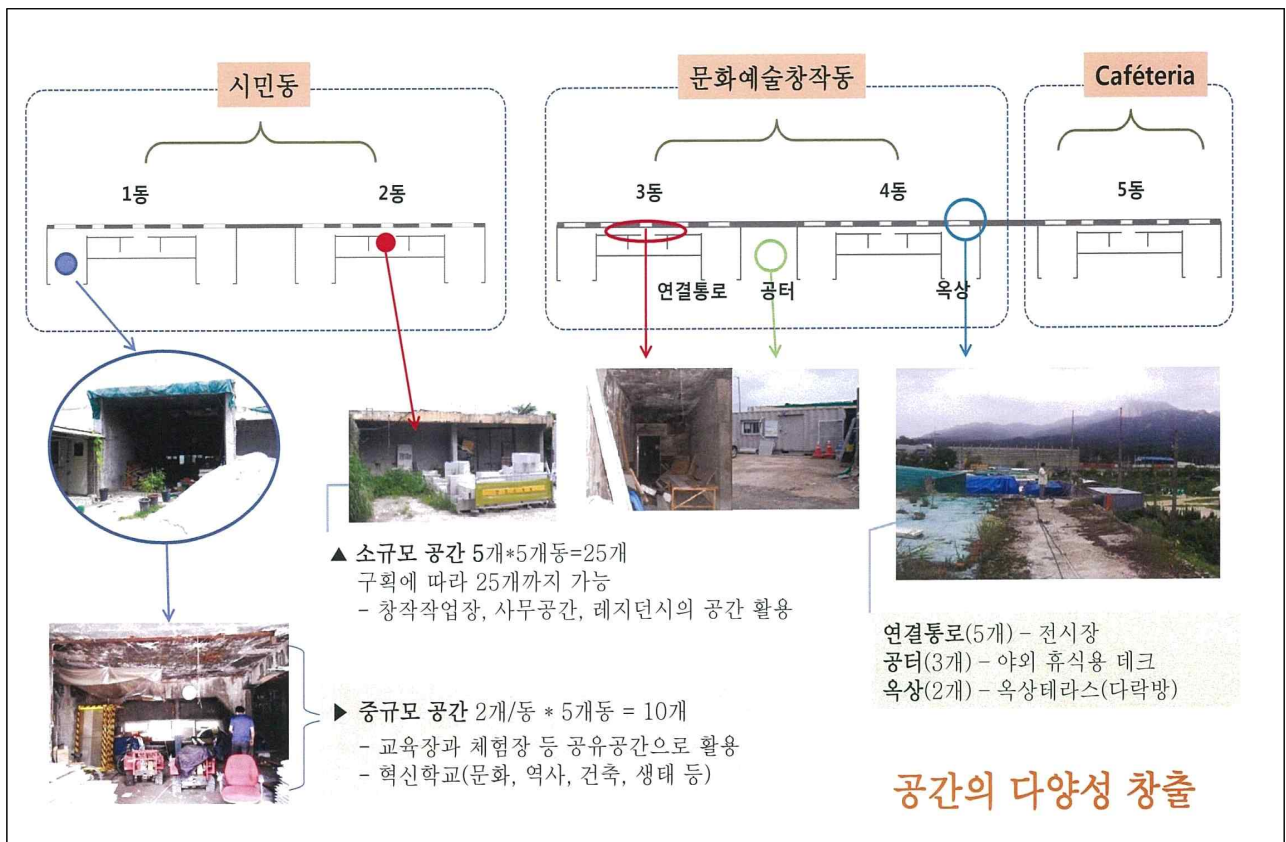 시민동
문화예술창작동
Caféteria
1동
2동
3동
4동
5동
연결통로
공터
옥상
▲ 소규모 공간 5개*5개동=25개
구획에 따라 25개까지 가능
- 창작작업장, 사무공간, 레지던시의 공간 활용
▶ 중규모 공간 2개/동 * 5개동 = 10개
- 교육장과 체험장 등 공유공간으로 활용
- 혁신학교(문화, 역사, 건축, 생태 등)
연결통로(5개) - 전시장
공터(3개) - 야외 휴식용 데크
옥상(2개) - 옥상테라스(다락방)
공간의 다양성 창출